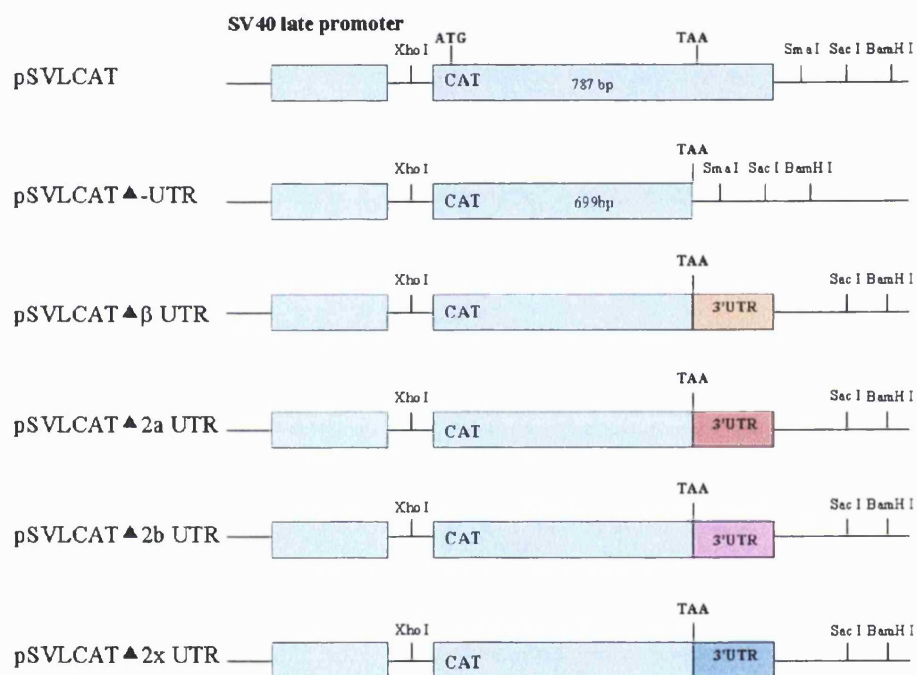 SV40 late promoter
pSVLCAT
Xho I
ATG
TAA
Sma I Sac I BamH I
CAT
787 bp
pSVLCAT▲-UTR
Xho I
TAA
Sma I Sac I BamH I
CAT
699bp
pSVLCAT▲β UTR
Xho I
TAA
Sac I BamH I
CAT
3'UTR
pSVLCAT▲2a UTR
Xho I
TAA
Sac I BamH I
CAT
3'UTR
pSVLCAT▲2b UTR
Xho I
TAA
Sac I BamH I
CAT
3'UTR
pSVLCAT▲2x UTR
Xho I
TAA
Sac I BamH I
CAT
3'UTR